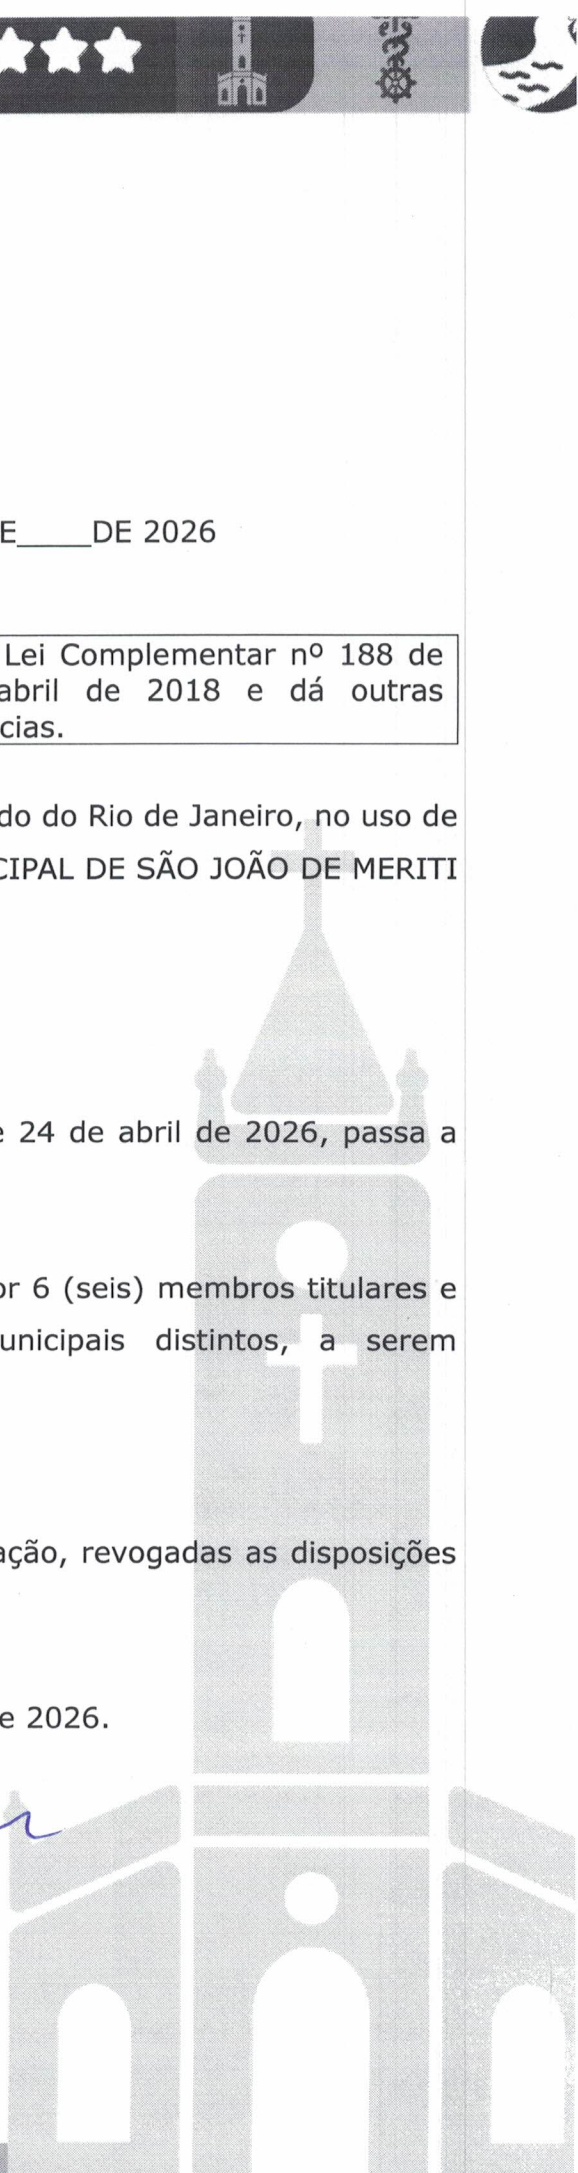 E_____DE 2026
Lei Complementar nº 188 de
abril de 2018 e dá outras
cias.
do do Rio de Janeiro, no uso de
CIPAL DE SÃO JOÃO DE MERITI
e 24 de abril de 2026, passa a
or 6 (seis) membros titulares e
unicipais distintos, a serem
ação, revogadas as disposições
e 2026.